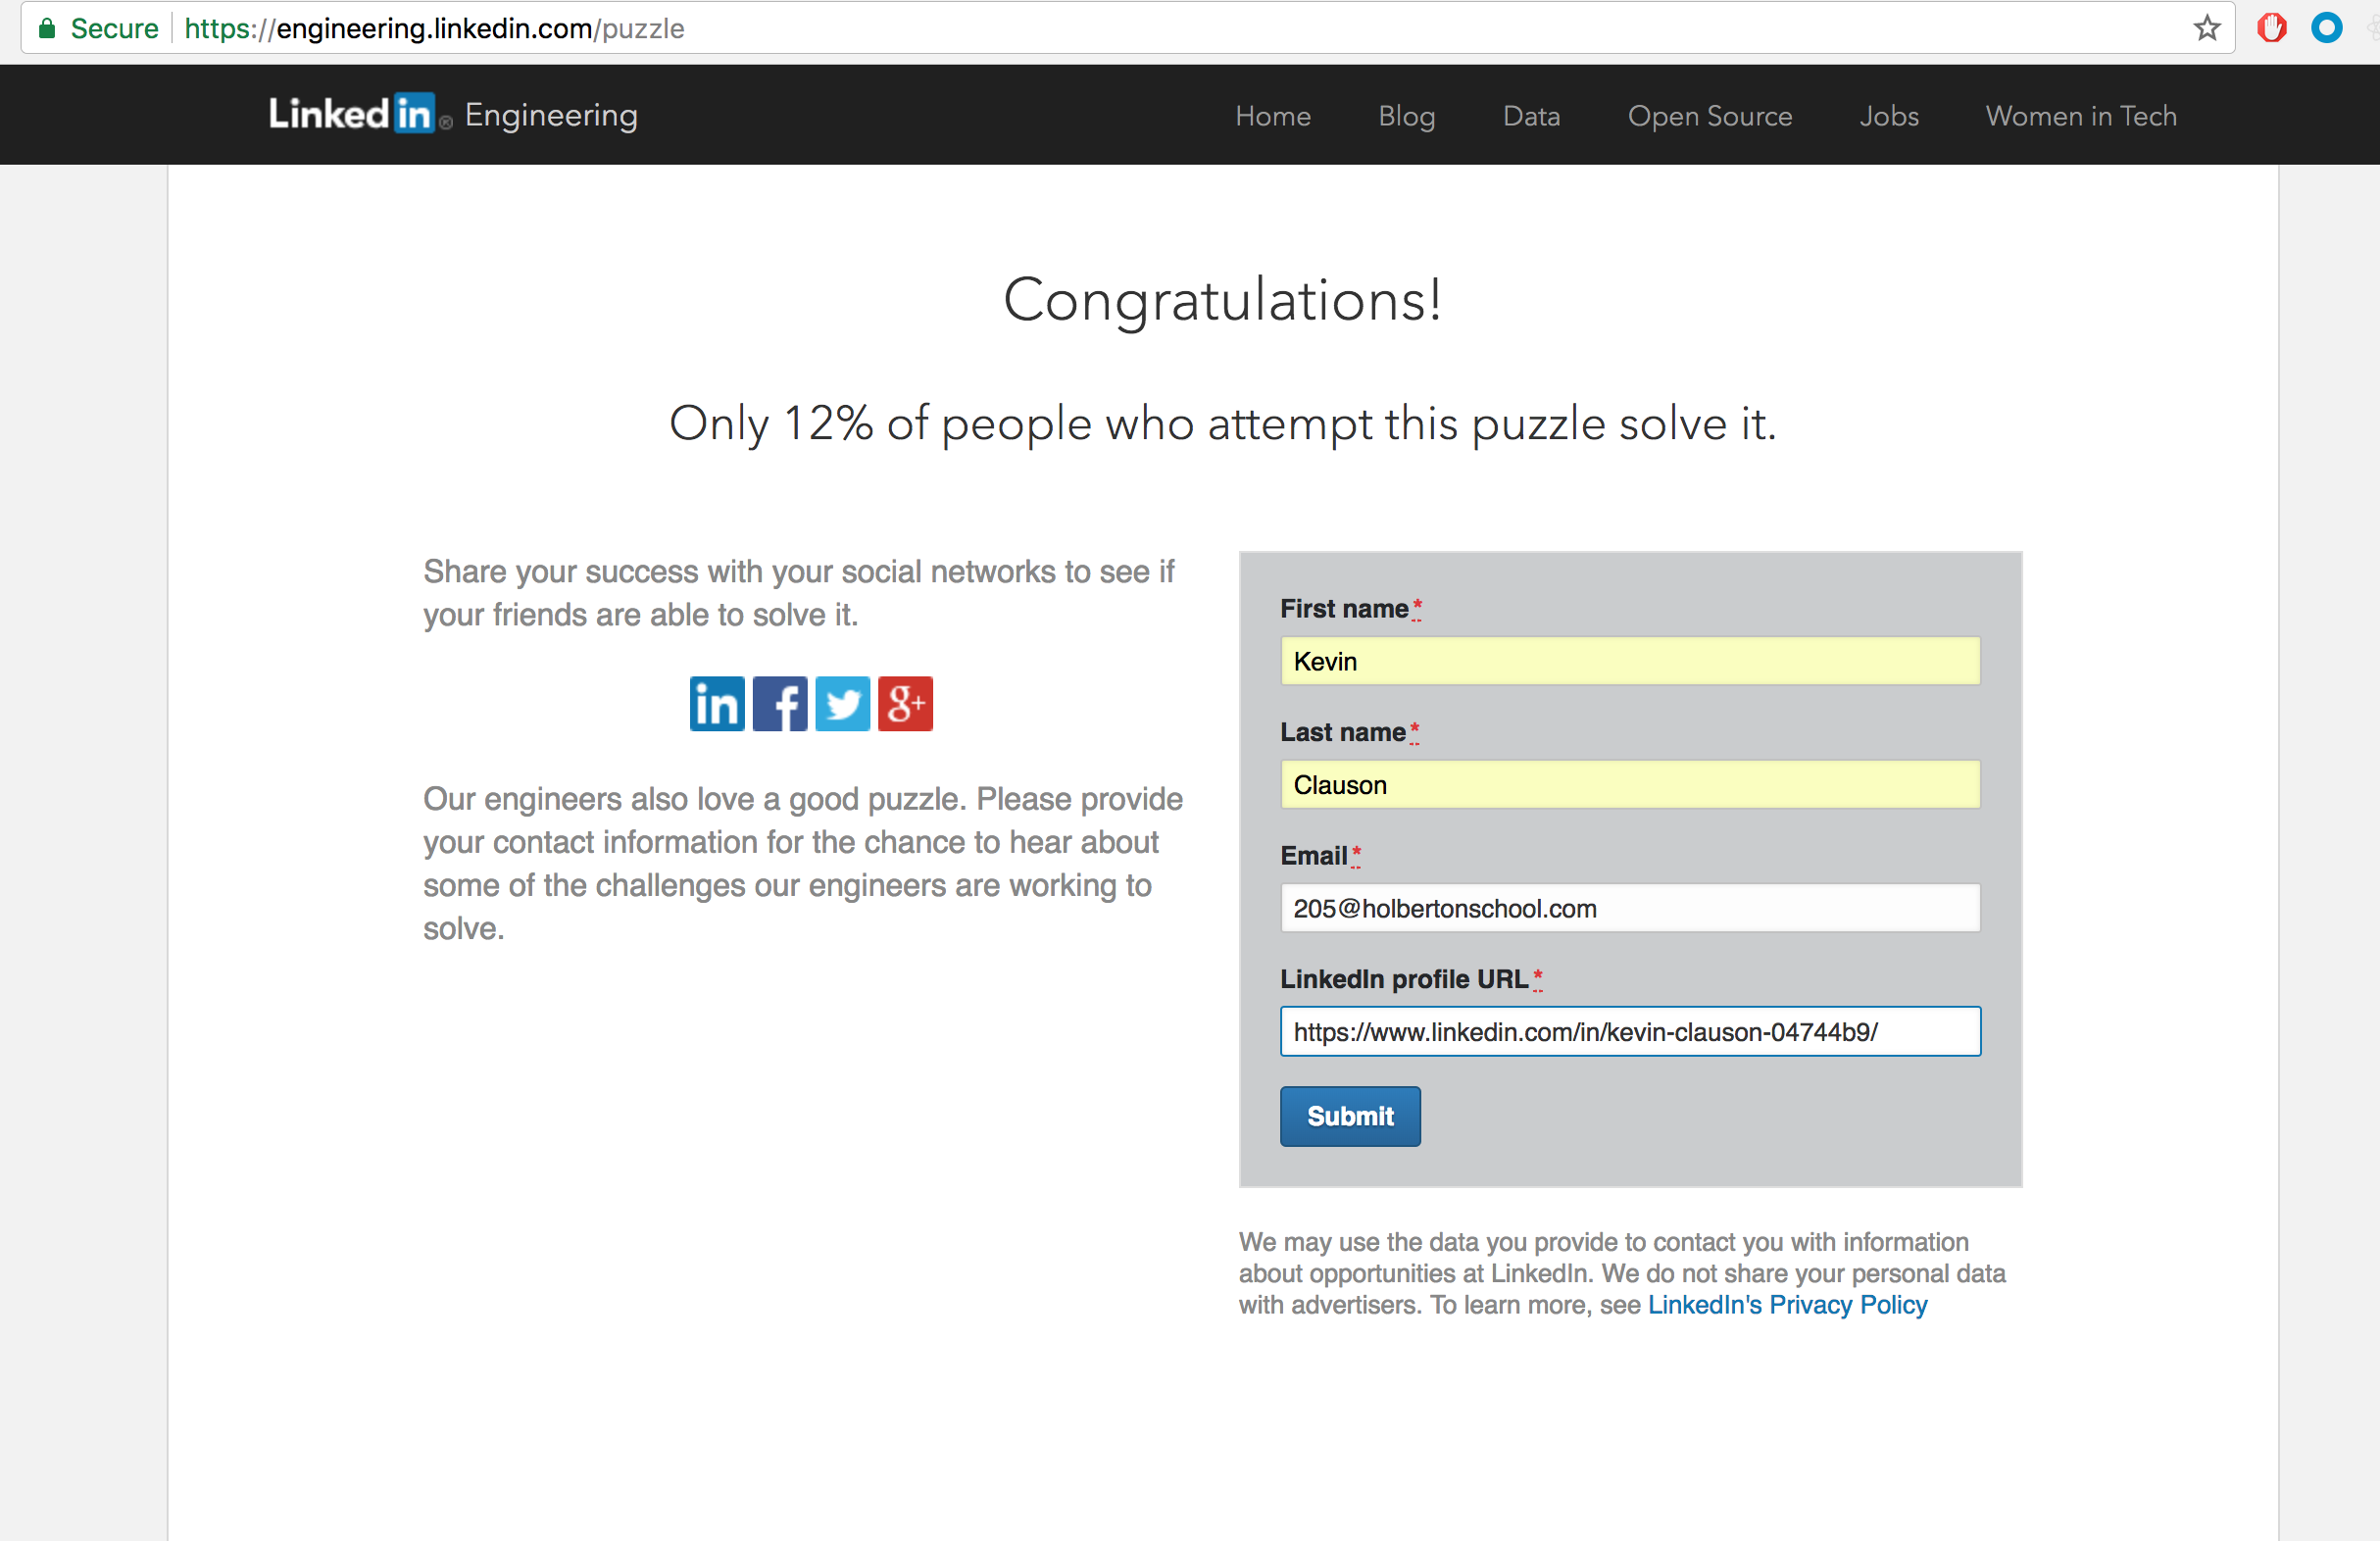 Secure https://engineering.linkedin.com/puzzle
Linked in ® Engineering Home Blog Data Open Source Jobs Women in Tech
Congratulations!
Only 12% of people who attempt this puzzle solve it.
Share your success with your social networks to see if
your friends are able to solve it.
in f g+
Our engineers also love a good puzzle. Please provide
your contact information for the chance to hear about
some of the challenges our engineers are working to
solve.
First name*
Kevin
Last name*
Clauson
Email*
205@holbertonschool.com
LinkedIn profile URL*
https://www.linkedin.com/in/kevin-clauson-04744b9/
Submit
We may use the data you provide to contact you with information
about opportunities at LinkedIn. We do not share your personal data
with advertisers. To learn more, see LinkedIn's Privacy Policy